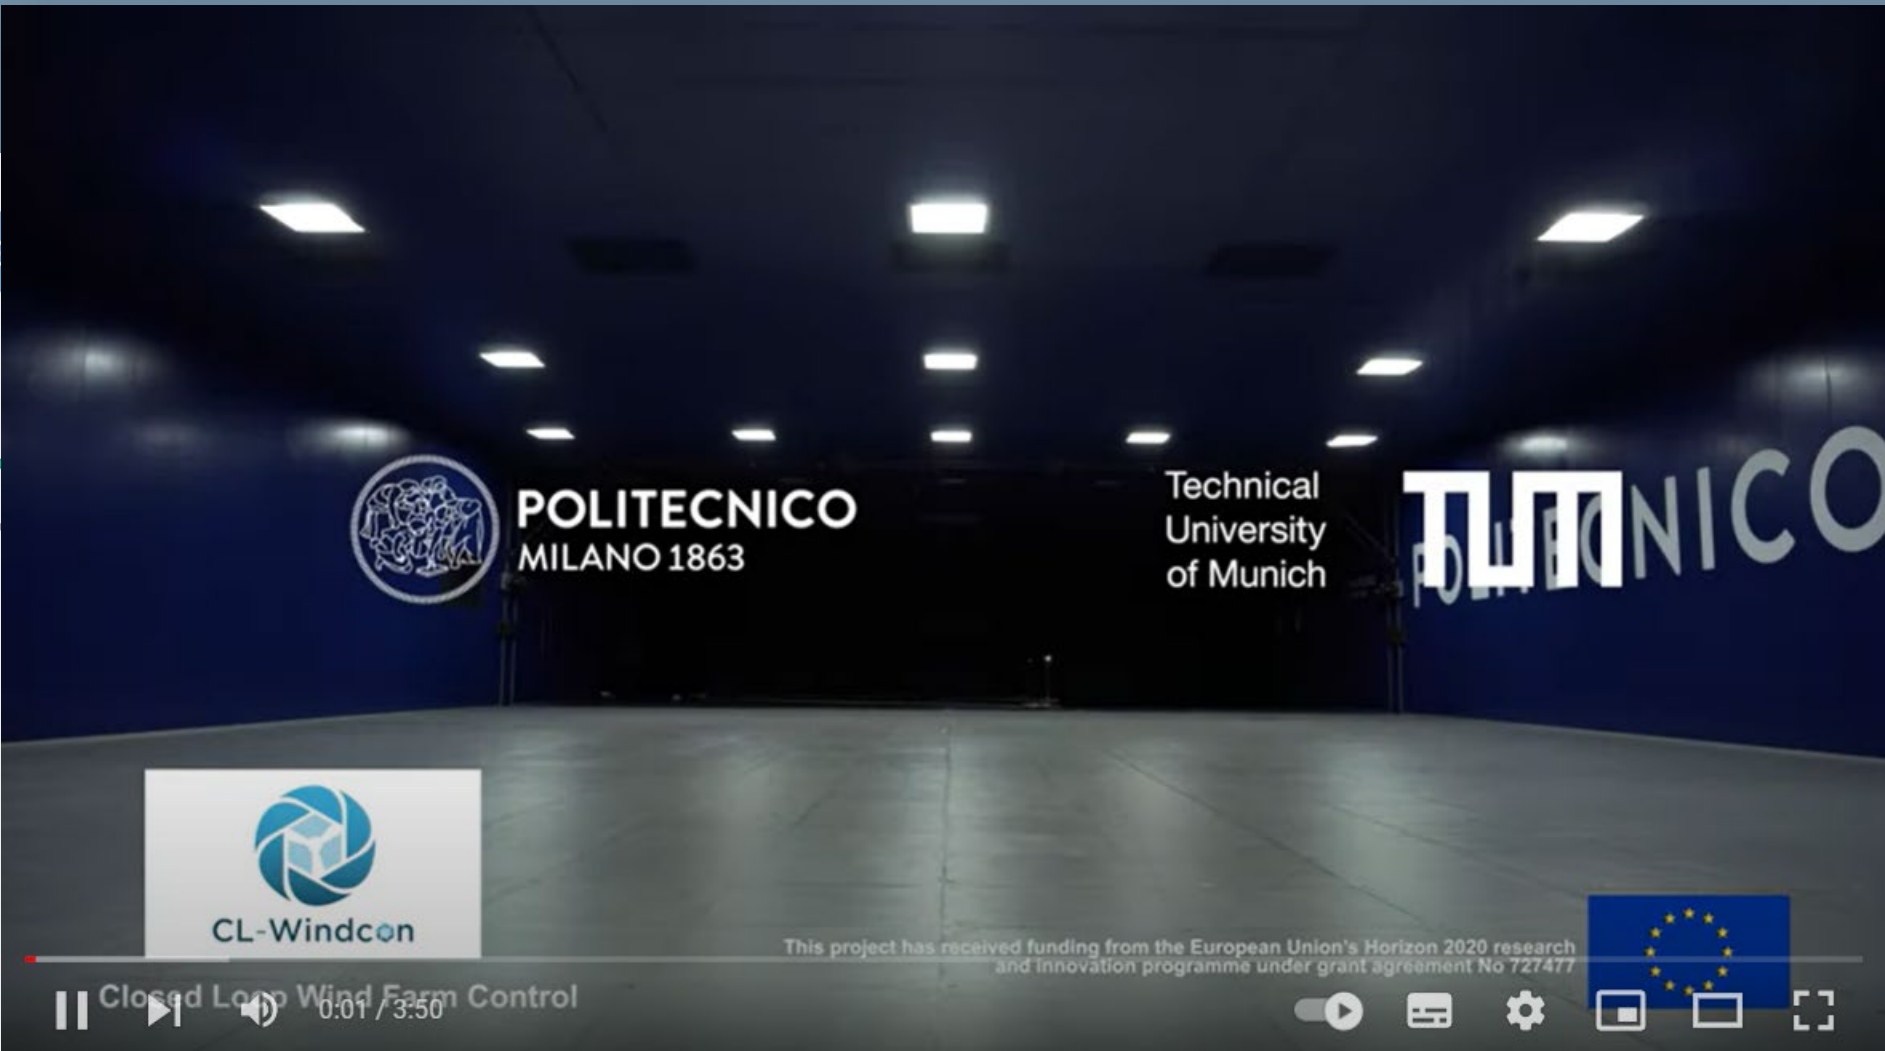 POLITECNICO
MILANO 1863
Technical
University
of Munich
TUM
POLITECNICO
CL-Windcon
This project has received funding from the European Union's Horizon 2020 research
and innovation programme under grant agreement No 727477
Closed Loop Wind Farm Control
0:01 / 3:50